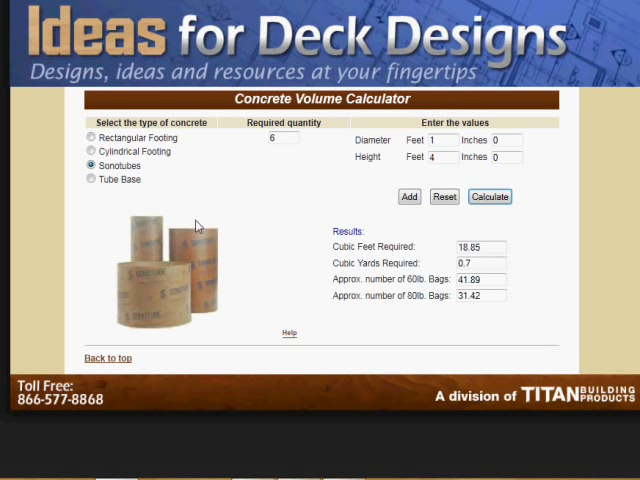 Ideas for Deck Designs
Designs, ideas and resources at your fingertips
Concrete Volume Calculator
Select the type of concrete Required quantity Enter the values
Rectangular Footing 6
Diameter Feet 1 Inches 0
Cylindrical Footing
Height Feet 4 Inches 0
Sonotubes
Tube Base
Add Reset Calculate
SONOTUBE
Results:
Cubic Feet Required: 18.85
Cubic Yards Required: 0.7
Approx. number of 60lb. Bags: 41.89
Approx. number of 80lb. Bags: 31.42
Help
Back to top
Toll Free:
866-577-8868
A division of TITAN BUILDING PRODUCTS